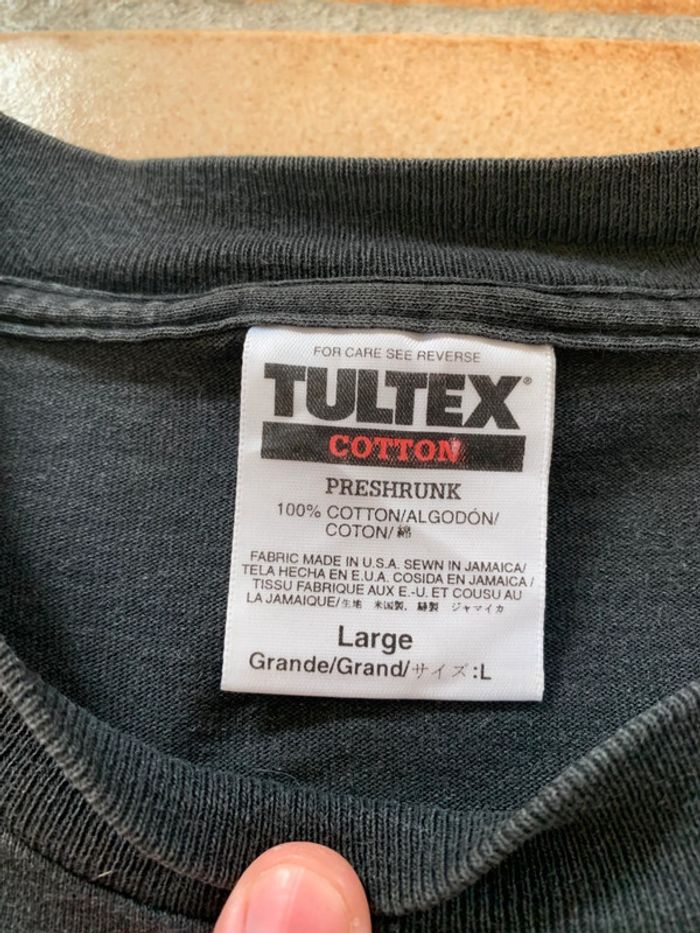 FOR CARE SEE REVERSE
TULTEX®
COTTON
PRESHRUNK
100% COTTON/ALGODÓN/
COTON/綿
FABRIC MADE IN U.S.A. SEWN IN JAMAICA/
TELA HECHA EN E.U.A. COSIDA EN JAMAICA/
TISSU FABRIQUE AUX E.-U. ET COUSU AU
LA JAMAIQUE/生地 米国製. 縫製 ジャマイカ
Large
Grande/Grand/サイズ:L